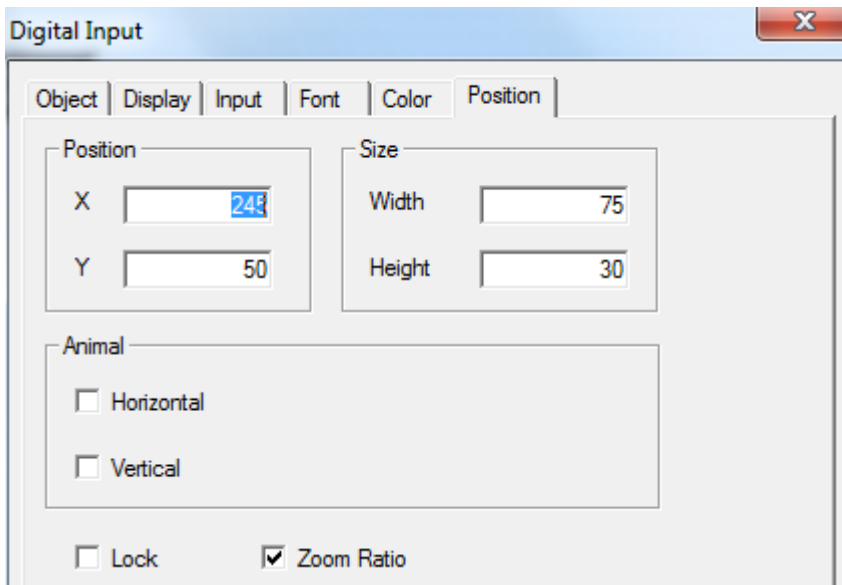 Digital Input
Object Display Input Font Color Position
Position
X 245
Y 50
Size
Width 75
Height 30
Animal
Horizontal
Vertical
Lock Zoom Ratio